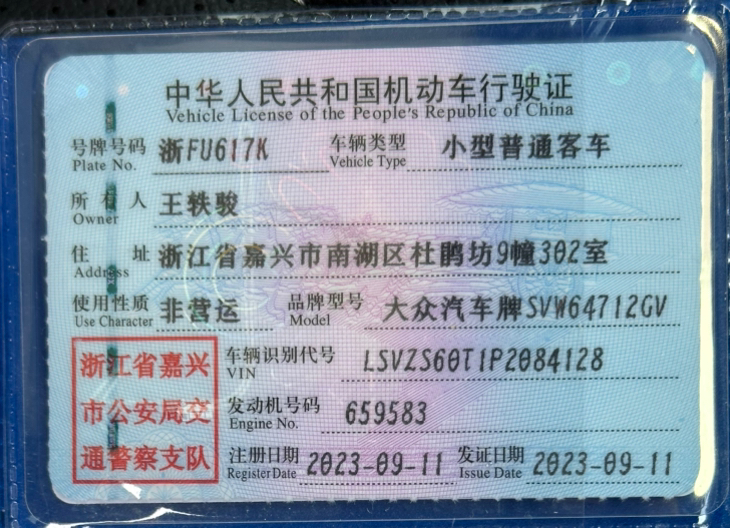 中华人民共和国机动车行驶证
Vehicle License of the People's Republic of China
号牌号码 浙FU617K 车辆类型 小型普通客车
Plate No. Vehicle Type
所有人 王轶骏
Owner
住址 浙江省嘉兴市南湖区杜鹃坊9幢302室
Address
使用性质 非营运 品牌型号 大众汽车牌SVW64712GV
Use Character Model
浙江省嘉兴 车辆识别代号 LSVZS60T1P2084128
VIN
市公安局交 发动机号码 659583
Engine No.
通警察支队 注册日期 2023-09-11 发证日期 2023-09-11
Register Date Issue Date